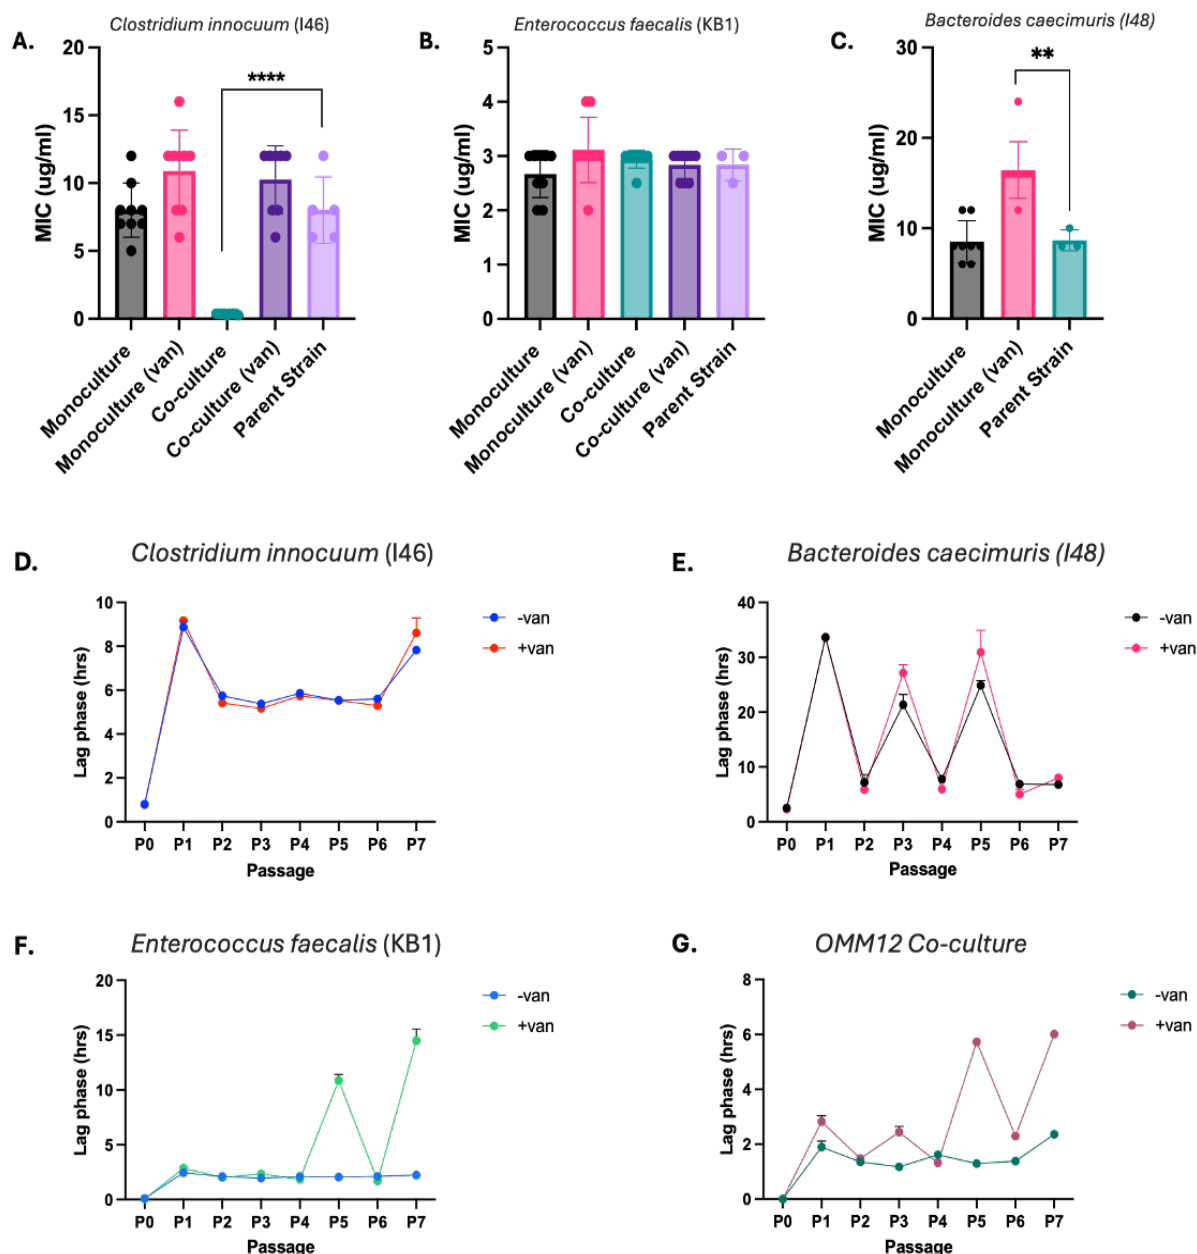 A.
Clostridium innocuum (I46)
MIC (ug/ml)
20
15
10
5
0
****
Monoculture
Monoculture (van)
Co-culture
Co-culture (van)
Parent Strain
B.
Enterococcus faecalis (KB1)
MIC (ug/ml)
5
4
3
2
1
0
Monoculture
Monoculture (van)
Co-culture
Co-culture (van)
Parent Strain
C.
Bacteroides caecimuris (I48)
MIC (ug/ml)
30
20
10
0
**
Monoculture
Monoculture (van)
Parent Strain
D.
Clostridium innocuum (I46)
Lag phase (hrs)
10
8
6
4
2
0
P0 P1 P2 P3 P4 P5 P6 P7
Passage
-van
+van
E.
Bacteroides caecimuris (I48)
Lag phase (hrs)
40
30
20
10
0
P0 P1 P2 P3 P4 P5 P6 P7
Passage
-van
+van
F.
Enterococcus faecalis (KB1)
Lag phase (hrs)
20
15
10
5
0
P0 P1 P2 P3 P4 P5 P6 P7
Passage
-van
+van
G.
OMM12 Co-culture
Lag phase (hrs)
8
6
4
2
0
P0 P1 P2 P3 P4 P5 P6 P7
Passage
-van
+van